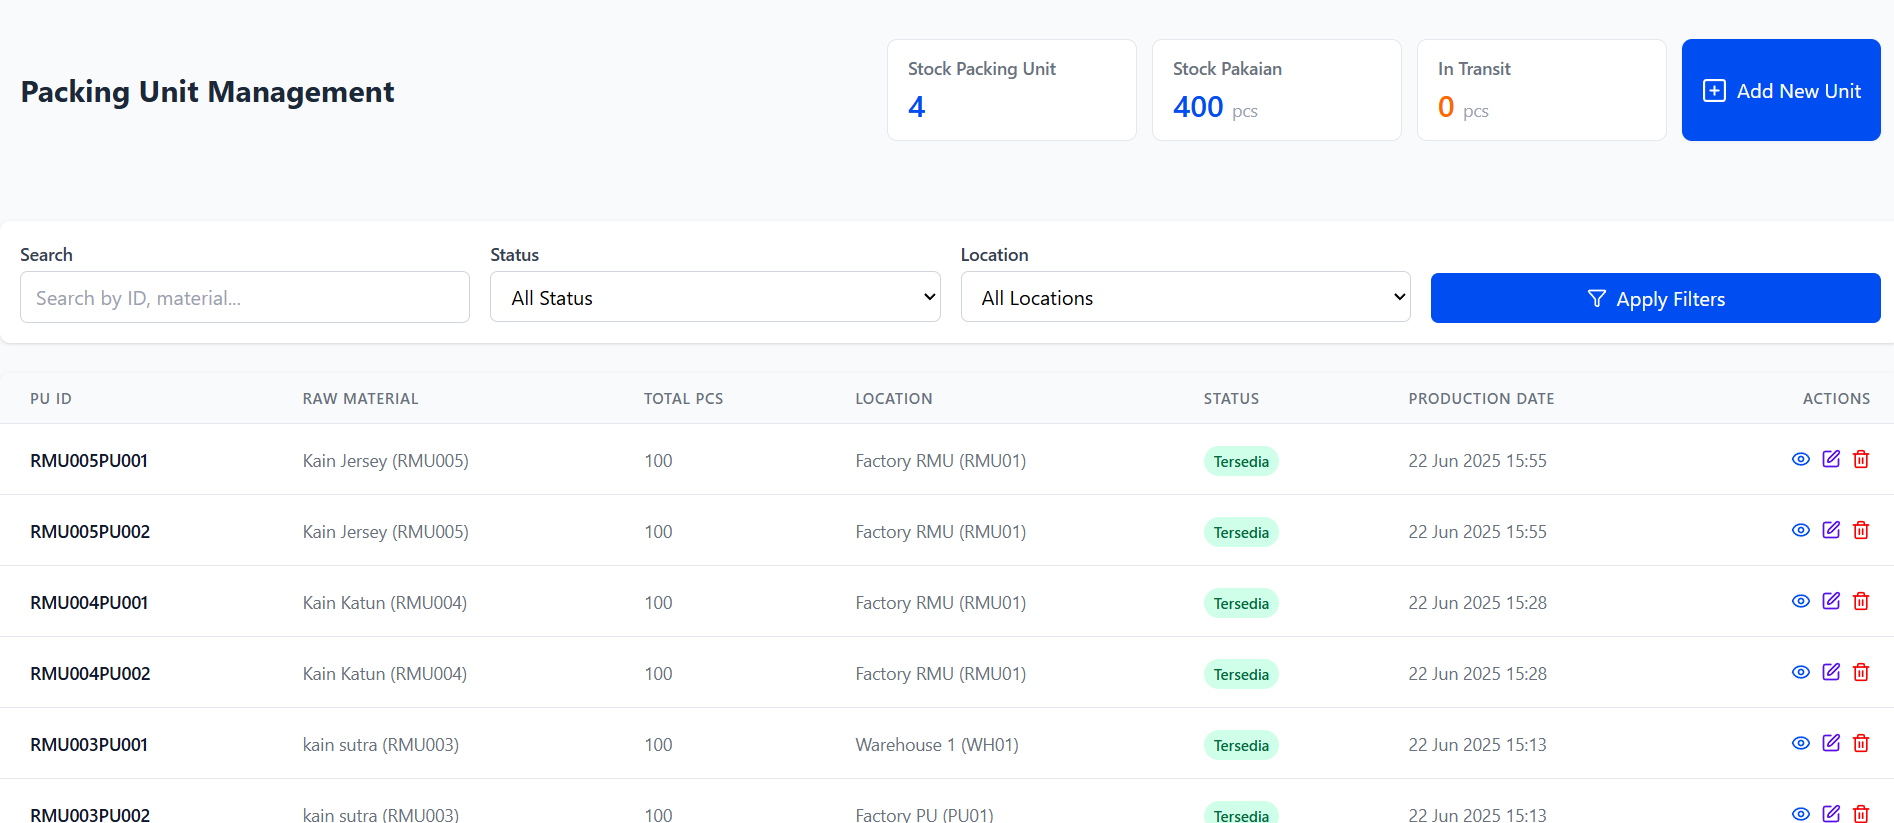 Packing Unit Management
Stock Packing Unit
4
Stock Pakaian
400 pcs
In Transit
0 pcs
Add New Unit
Search
Search by ID, material...
Status
All Status
Location
All Locations
Apply Filters
PU ID RAW MATERIAL TOTAL PCS LOCATION STATUS PRODUCTION DATE ACTIONS
RMU005PU001 Kain Jersey (RMU005) 100 Factory RMU (RMU01) Tersedia 22 Jun 2025 15:55
RMU005PU002 Kain Jersey (RMU005) 100 Factory RMU (RMU01) Tersedia 22 Jun 2025 15:55
RMU004PU001 Kain Katun (RMU004) 100 Factory RMU (RMU01) Tersedia 22 Jun 2025 15:28
RMU004PU002 Kain Katun (RMU004) 100 Factory RMU (RMU01) Tersedia 22 Jun 2025 15:28
RMU003PU001 kain sutra (RMU003) 100 Warehouse 1 (WH01) Tersedia 22 Jun 2025 15:13
RMU003PU002 kain sutra (RMU003) 100 Factory PU (PU01) Tersedia 22 Jun 2025 15:13